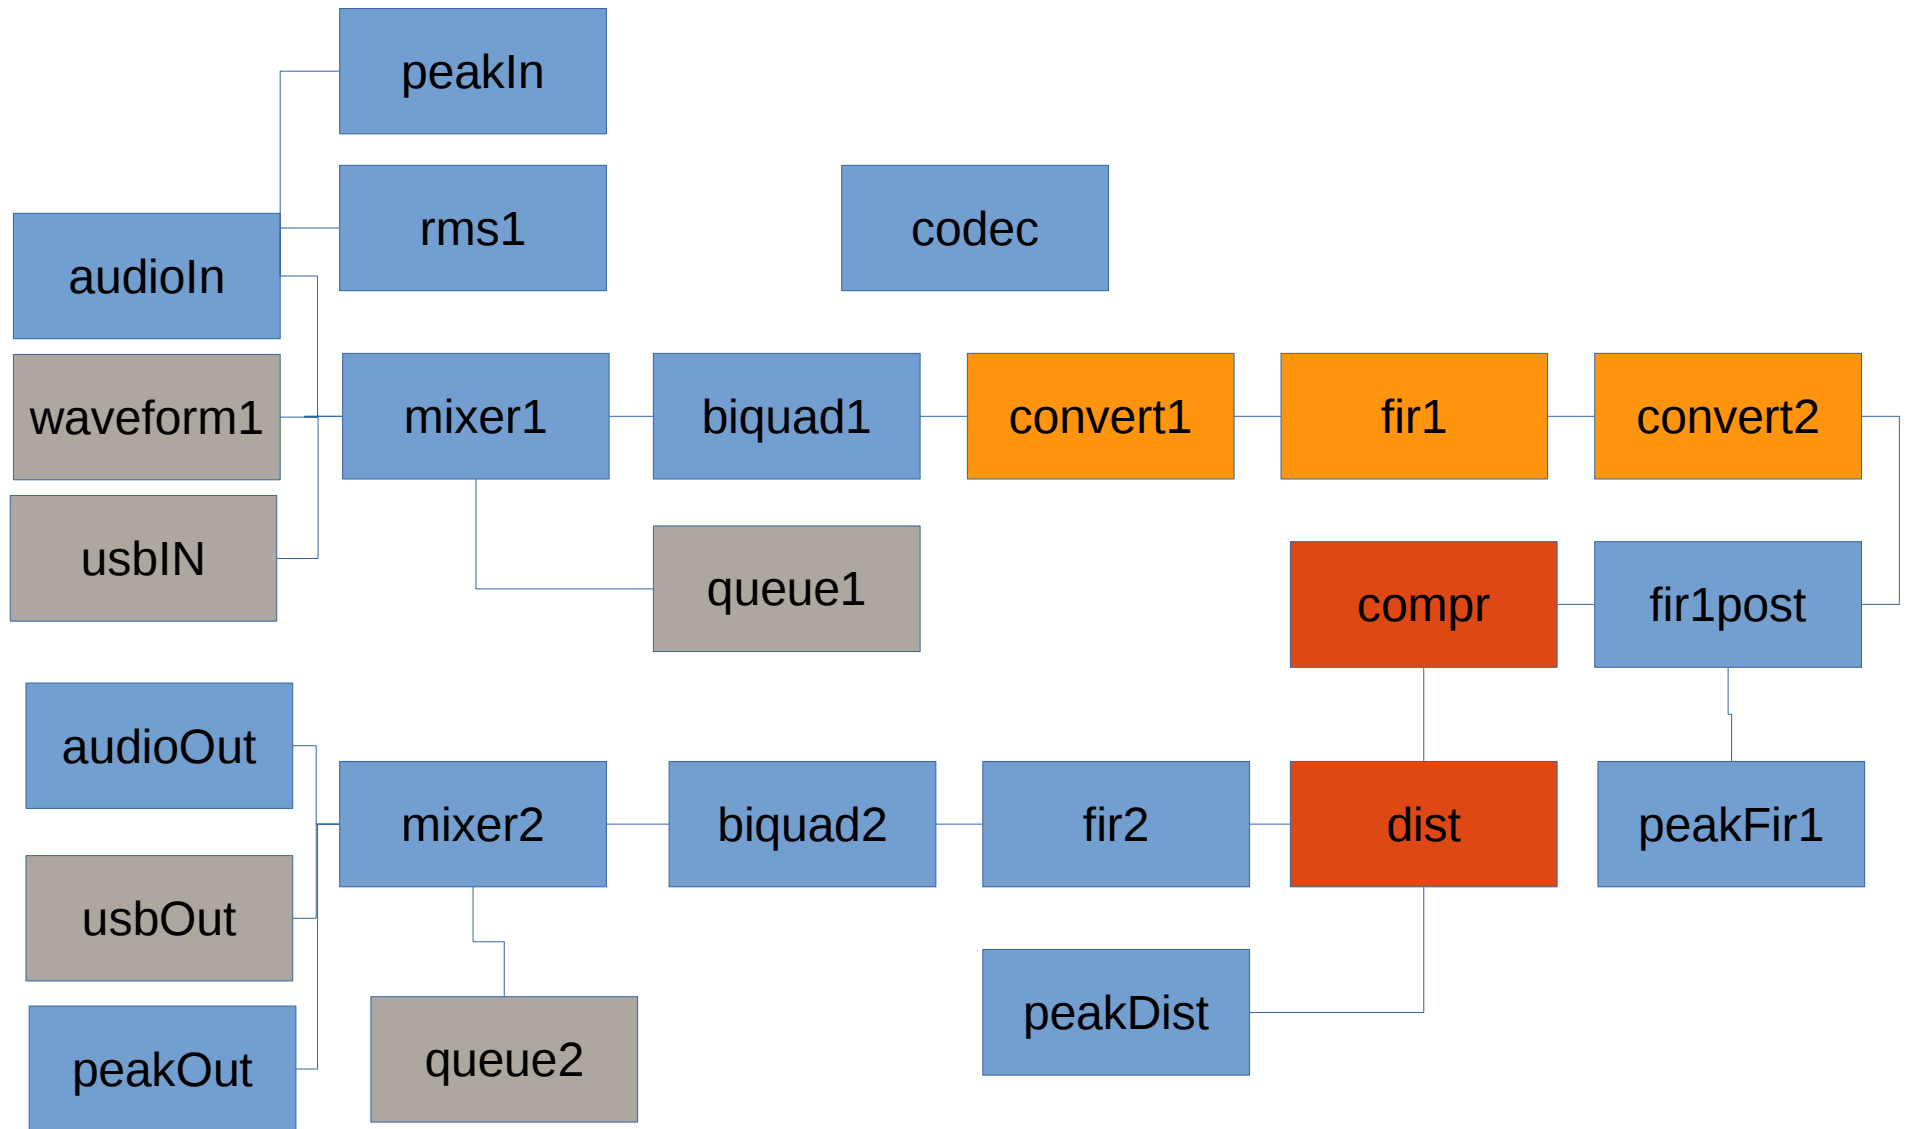 peakIn
rms1
codec
audioIn
waveform1
mixer1
biquad1
convert1
fir1
convert2
usbIN
queue1
compr
fir1post
audioOut
mixer2
biquad2
fir2
dist
peakFir1
usbOut
peakDist
peakOut
queue2